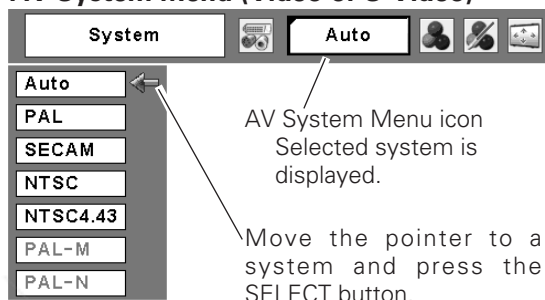 AV System Menu (Video or S-Video)
System
Auto
Auto
PAL
SECAM
NTSC
NTSC4.43
PAL-M
PAL-N
AV System Menu icon
Selected system is
displayed.
Move the pointer to a
system and press the
SELECT button.